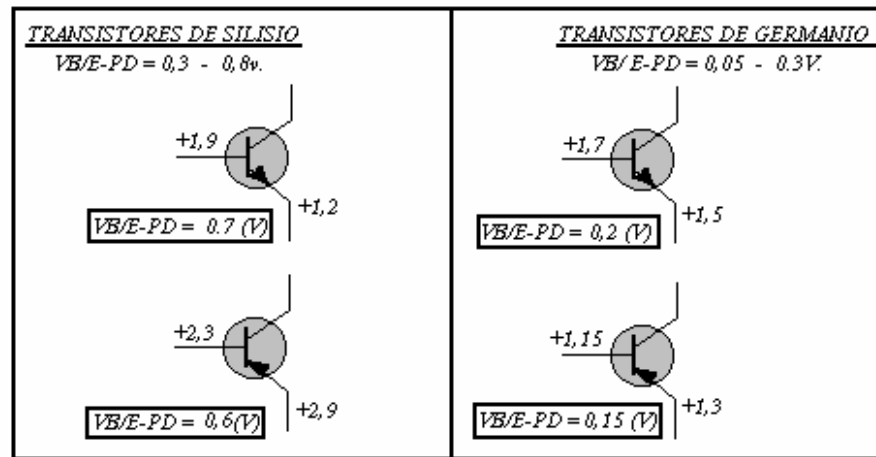 TRANSISTORES DE SILISIO
VB/E-PD = 0,3 - 0,8v.
+1,9
+1,2
VB/E-PD = 0.7 (V)
+2,3
+2,9
VB/E-PD = 0,6(V)
TRANSISTORES DE GERMANIO
VB/ E-PD = 0,05 - 0.3V.
+1,7
+1,5
VB/E-PD = 0,2 (V)
+1,15
+1,3
VB/E-PD = 0,15 (V)